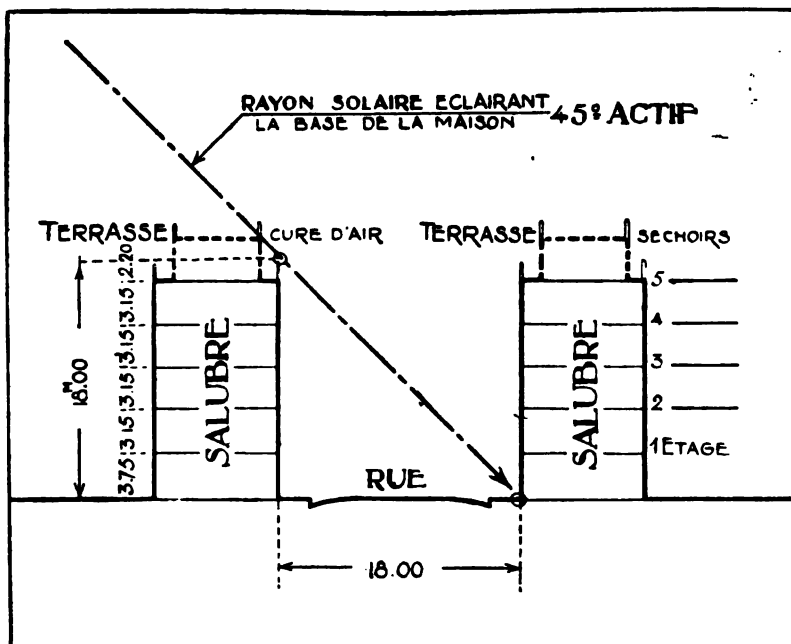 RAYON SOLAIRE ECLAIRANT
LA BASE DE LA MAISON
45º ACTIF
TERRASSE
CURE D'AIR
TERRASSE
SECHOIRS
2.20
3.15
3.15
3.15
3.15
3.75
18.00
M
SALUBRE
SALUBRE
5
4
3
2
1 ETAGE
RUE
18.00